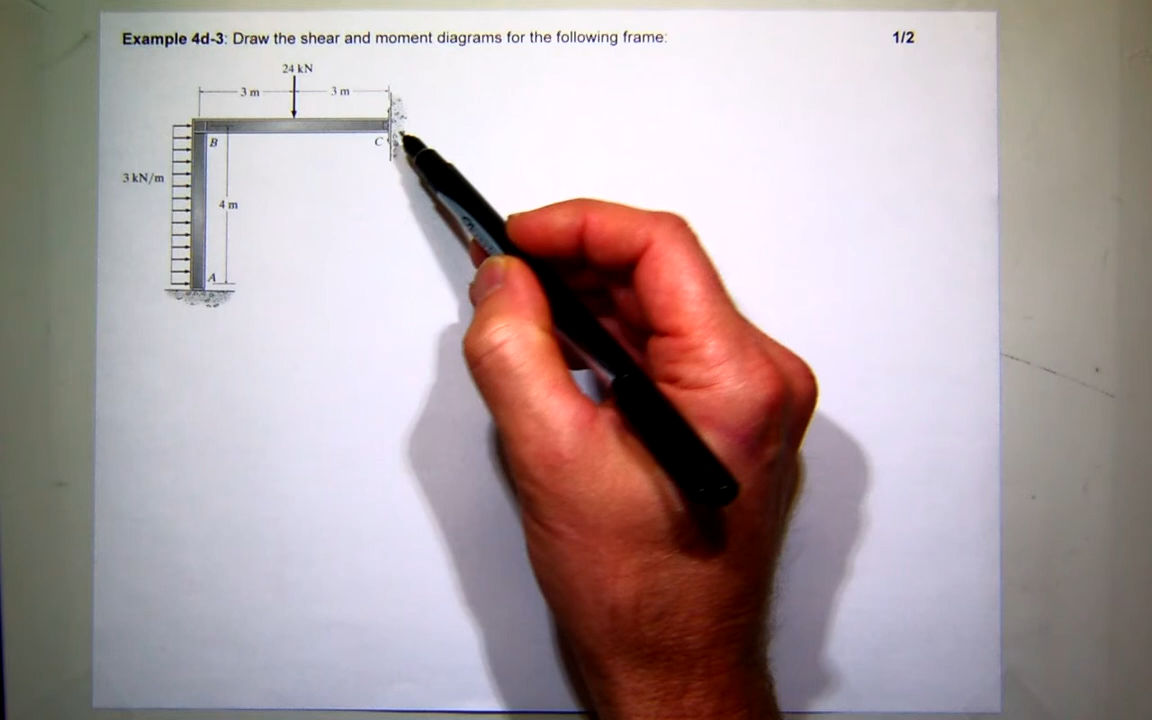 Example 4d-3: Draw the shear and moment diagrams for the following frame:
1/2
24 kN
3 m
3 m
B
C
3 kN/m
4 m
A